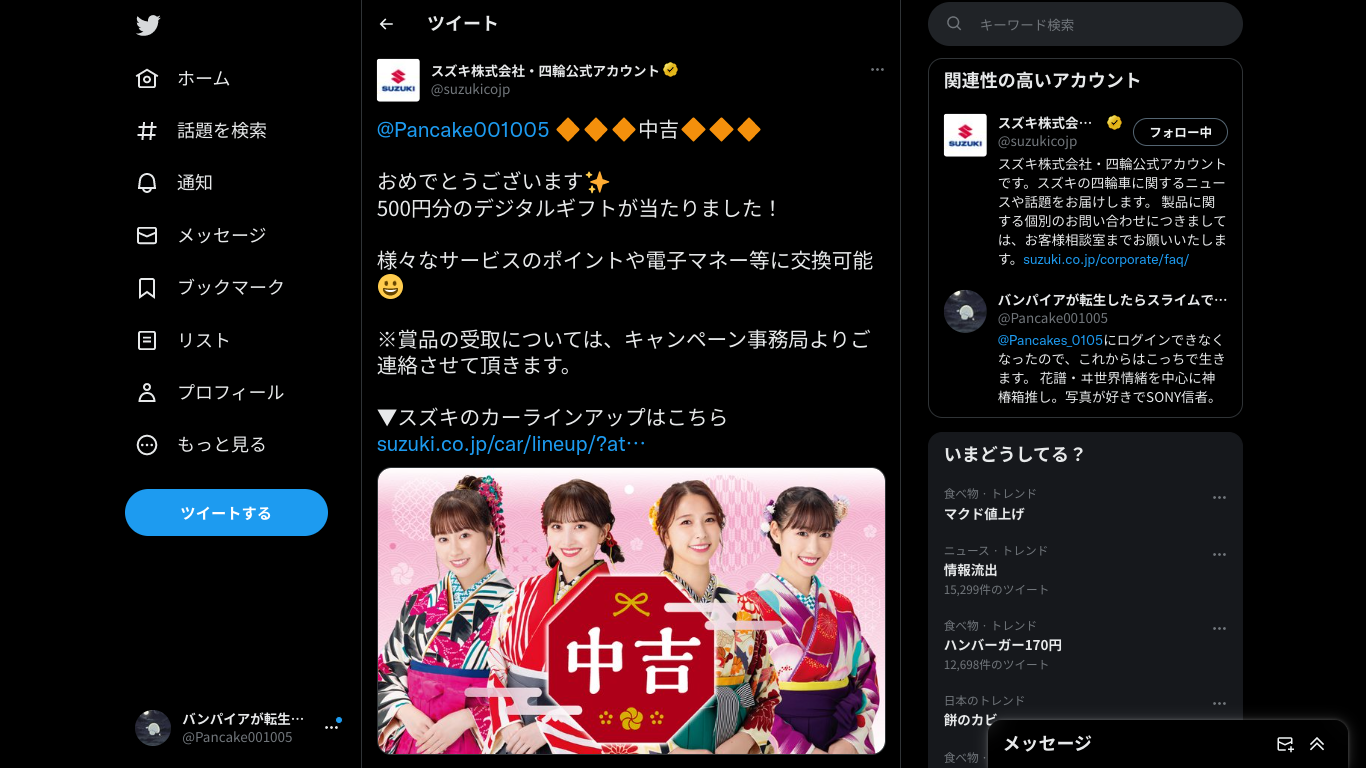 ホーム
話題を検索
通知
メッセージ
ブックマーク
リスト
プロフィール
もっと見る
ツイートする
バンパイアが転生…
@Pancake001005
ツイート
SUZUKI
スズキ株式会社・四輪公式アカウント
@suzukicojp
@Pancake001005 🔶🔶🔶中吉🔶🔶🔶
おめでとうございます✨
500円分のデジタルギフトが当たりました！
様々なサービスのポイントや電子マネー等に交換可能
😀
※賞品の受取については、キャンペーン事務局よりご
連絡させて頂きます。
▼スズキのカーラインアップはこちら
suzuki.co.jp/car/lineup/?at…
中吉
キーワード検索
関連性の高いアカウント
SUZUKI
スズキ株式会…
フォロー中
@suzukicojp
スズキ株式会社・四輪公式アカウント
です。スズキの四輪車に関するニュー
スや話題をお届けします。 製品に関
する個別のお問い合わせにつきまして
は、お客様相談室までお願いいたしま
す。suzuki.co.jp/corporate/faq/
バンパイアが転生したらスライムで…
@Pancake001005
@Pancakes_0105にログインできなく
なったので、これからはこっちで生き
ます。 花譜・ヰ世界情緒を中心に神
椿箱推し。写真が好きでSONY信者。
いまどうしてる？
食べ物 · トレンド
マクド値上げ
ニュース · トレンド
情報流出
15,299件のツイート
食べ物 · トレンド
ハンバーガー170円
12,698件のツイート
日本のトレンド
餅のカビ
食べ物 ·
メッセージ